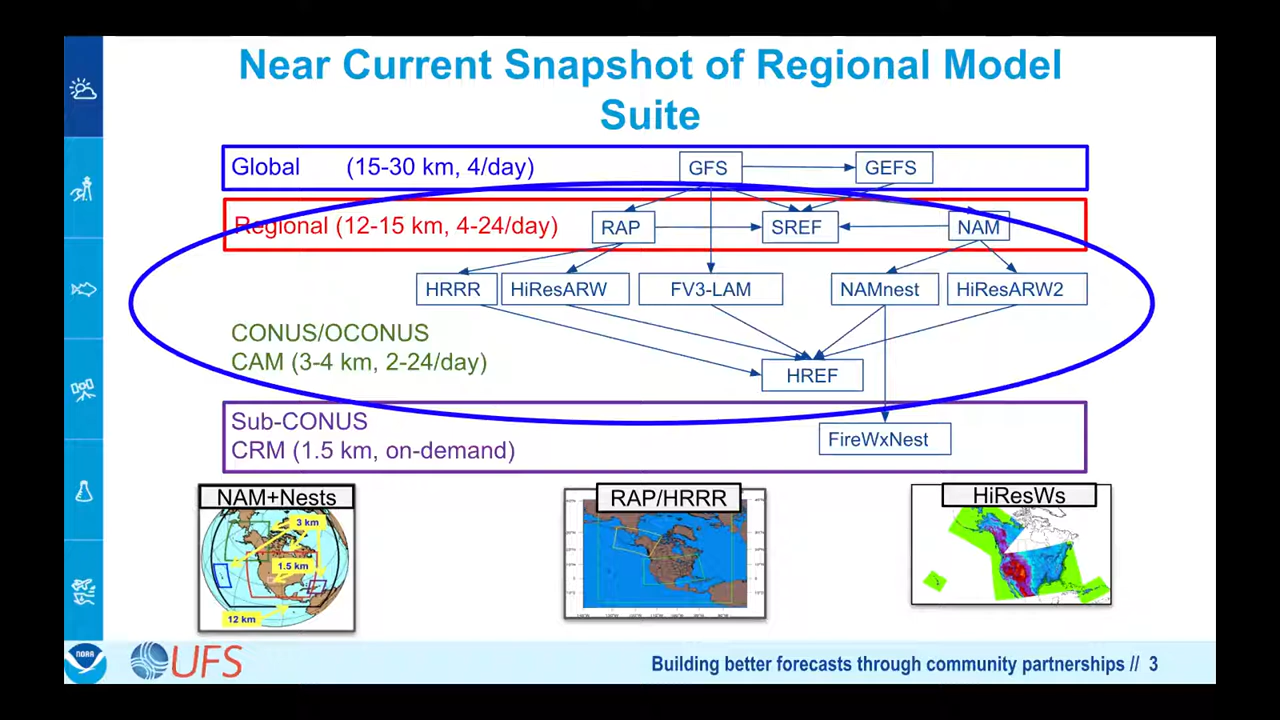 Near Current Snapshot of Regional Model
Suite
Global (15-30 km, 4/day)
GFS
GEFS
Regional (12-15 km, 4-24/day)
RAP
SREF
NAM
HRRR
HiResARW
FV3-LAM
NAMnest
HiResARW2
CONUS/OCONUS
CAM (3-4 km, 2-24/day)
HREF
Sub-CONUS
CRM (1.5 km, on-demand)
FireWxNest
NAM+Nests
3 km
1.5 km
12 km
RAP/HRRR
HiResWs
NOAA
UFS
Building better forecasts through community partnerships // 3